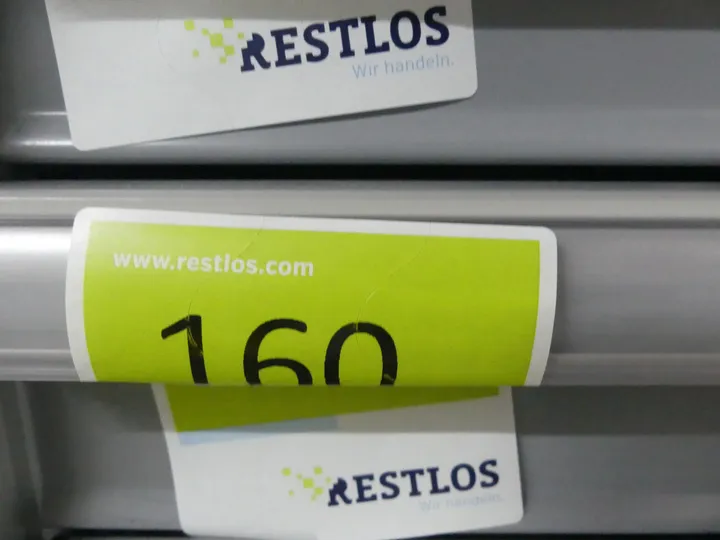 RESTLOS
Wir handeln.
www.restlos.com
160
RESTLOS
Wir handeln.